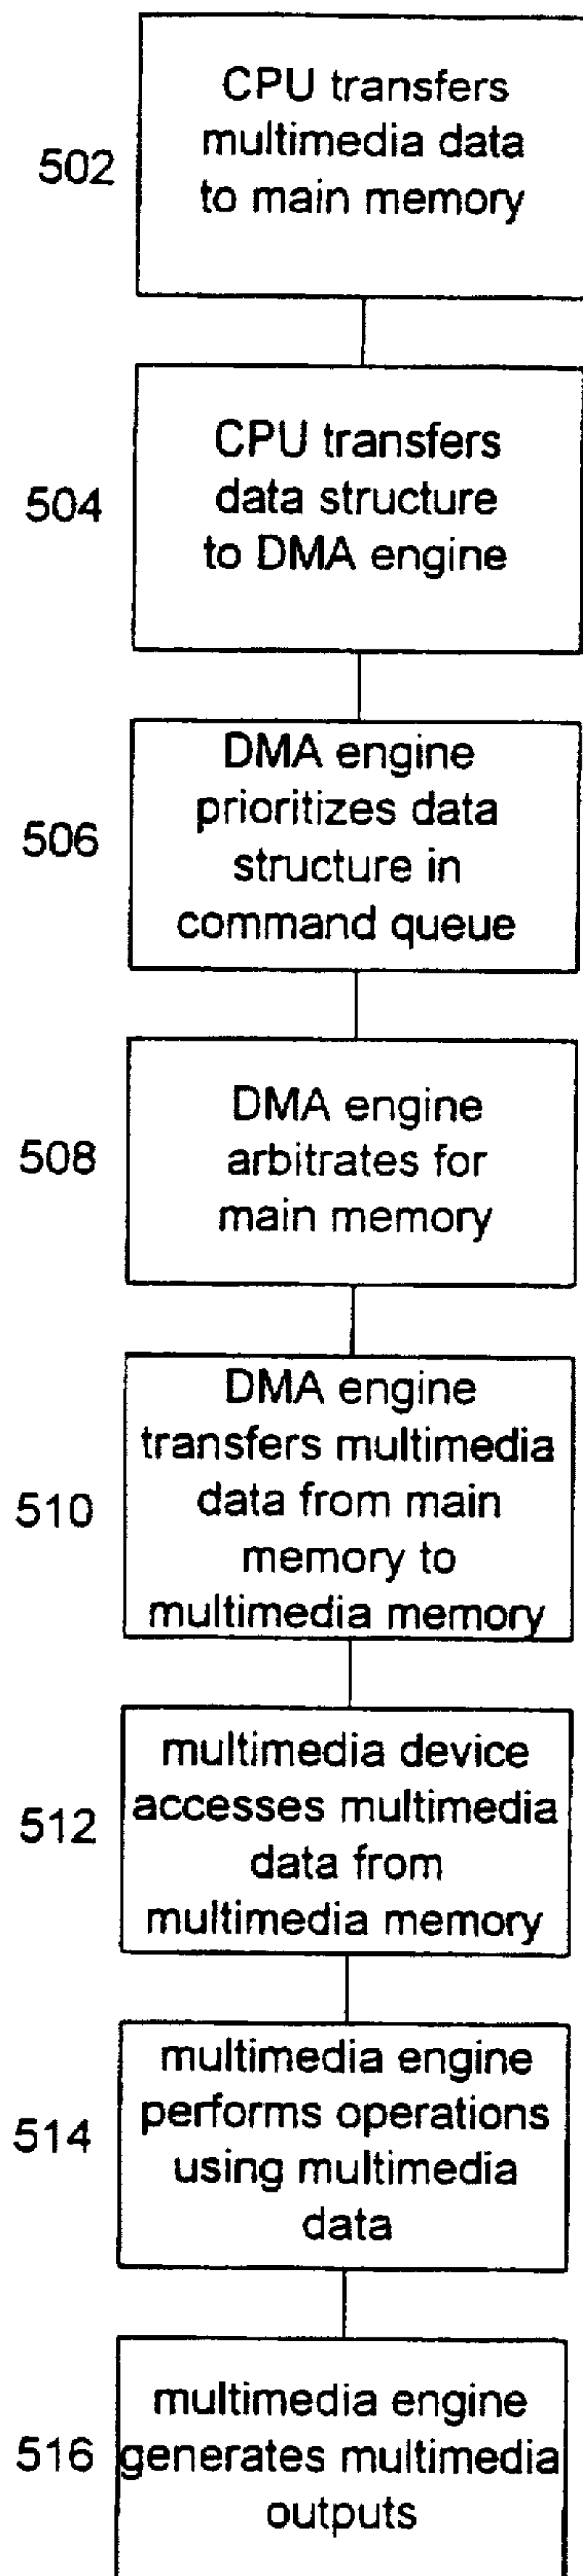 502
CPU transfers
multimedia data
to main memory
504
CPU transfers
data structure
to DMA engine
506
DMA engine
prioritizes data
structure in
command queue
508
DMA engine
arbitrates for
main memory
510
DMA engine
transfers multimedia
data from main
memory to
multimedia memory
512
multimedia device
accesses multimedia
data from
multimedia memory
514
multimedia engine
performs operations
using multimedia
data
516
multimedia engine
generates multimedia
outputs